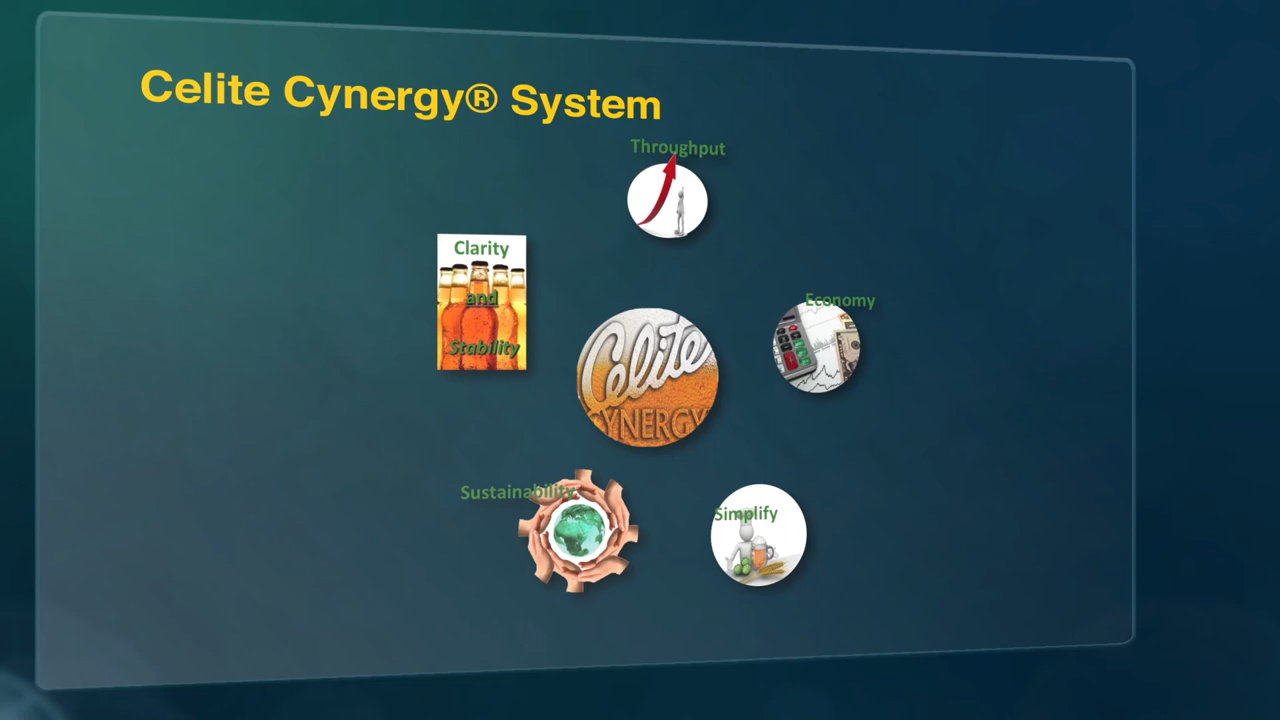 Celite Cynergy® System
Throughput
Clarity
and
Stability
Economy
Celite
CYNERGY
Sustainability
Simplify